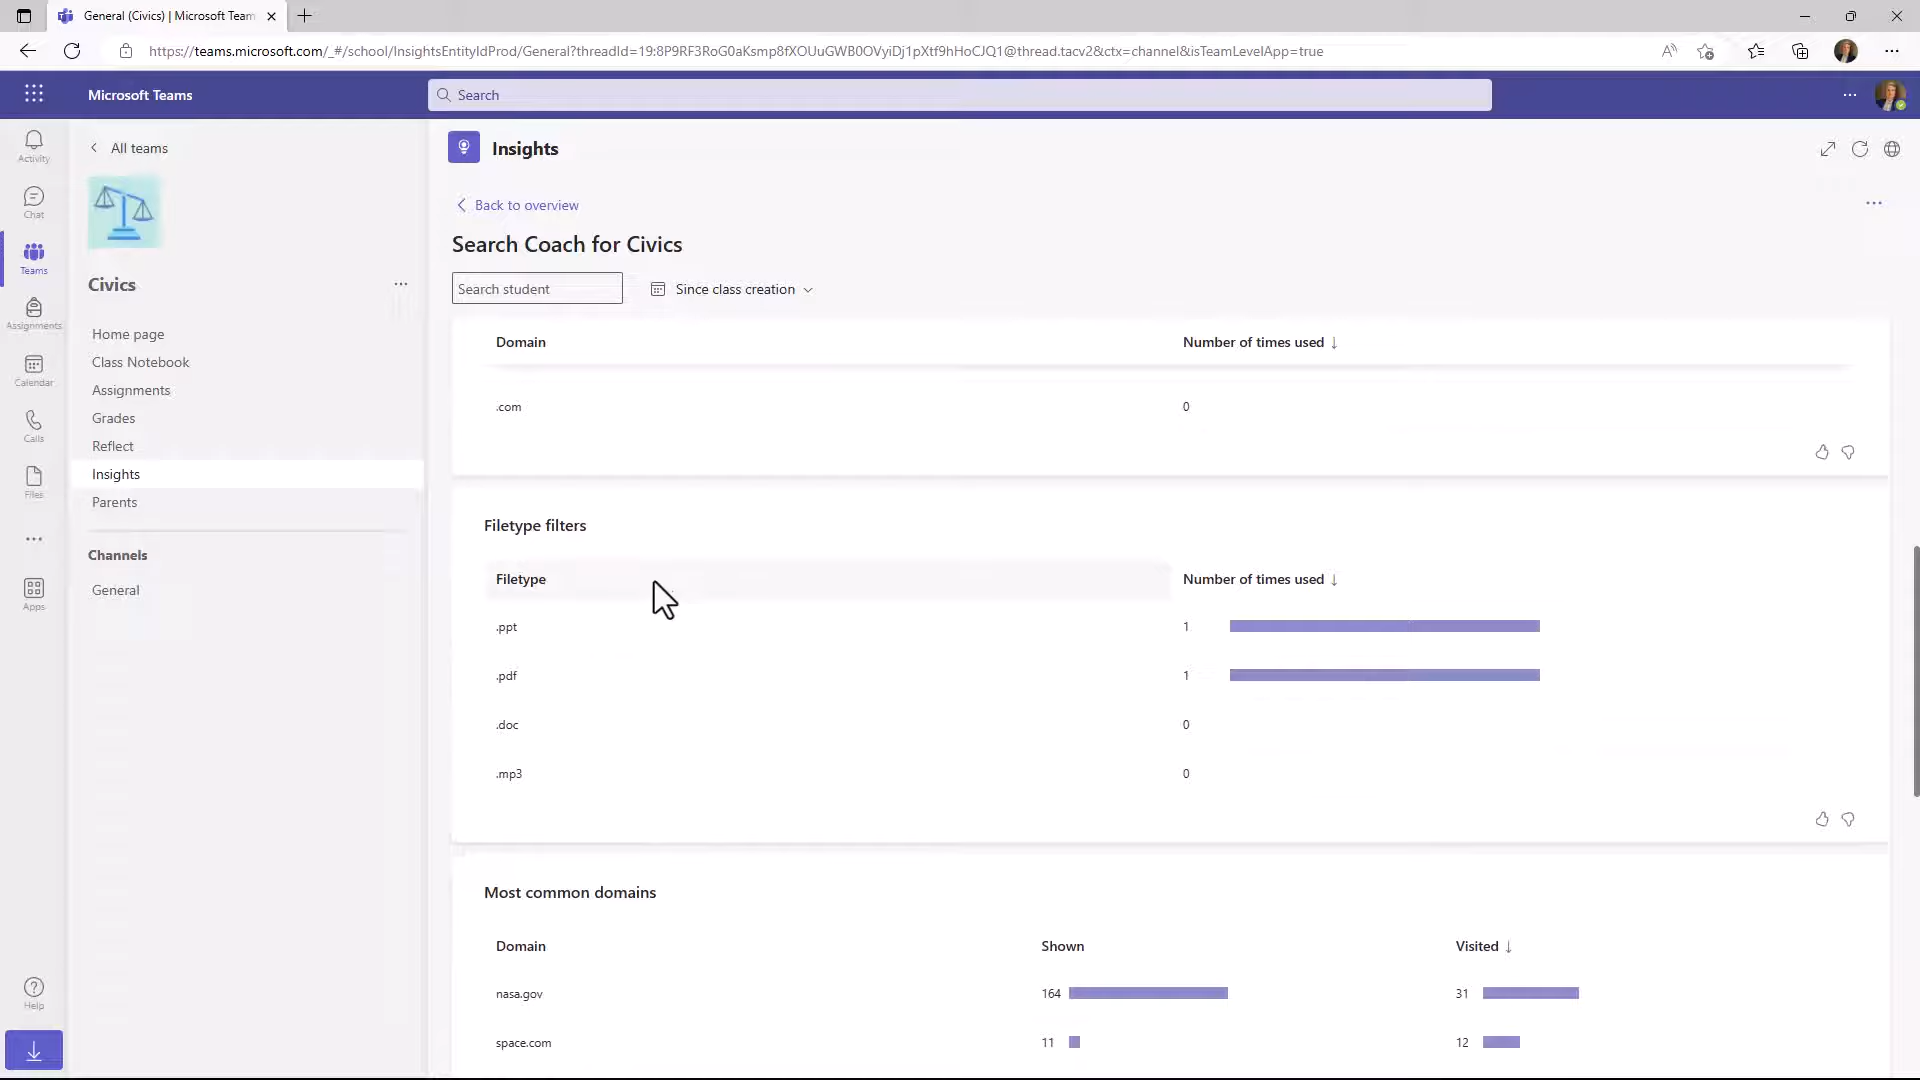 General (Civics) | Microsoft Team
https://teams.microsoft.com/_#/school/InsightsEntityIdProd/General?threadId=19:8P9RF3RoG0aKsmp8fXOUuGWB0OVyiDj1pXtf9hHoCJQ1@thread.tacv2&ctx=channel&isTeamLevelApp=true
Microsoft Teams
Search
Activity
Chat
Teams
Assignments
Calendar
Calls
Files
Apps
Help
All teams
Civics
Home page
Class Notebook
Assignments
Grades
Reflect
Insights
Parents
Channels
General
Insights
Back to overview
Search Coach for Civics
Search student
Since class creation
Domain Number of times used ↓
.com 0
Filetype filters
Filetype Number of times used ↓
.ppt 1
.pdf 1
.doc 0
.mp3 0
Most common domains
Domain Shown Visited ↓
nasa.gov 164 31
space.com 11 12